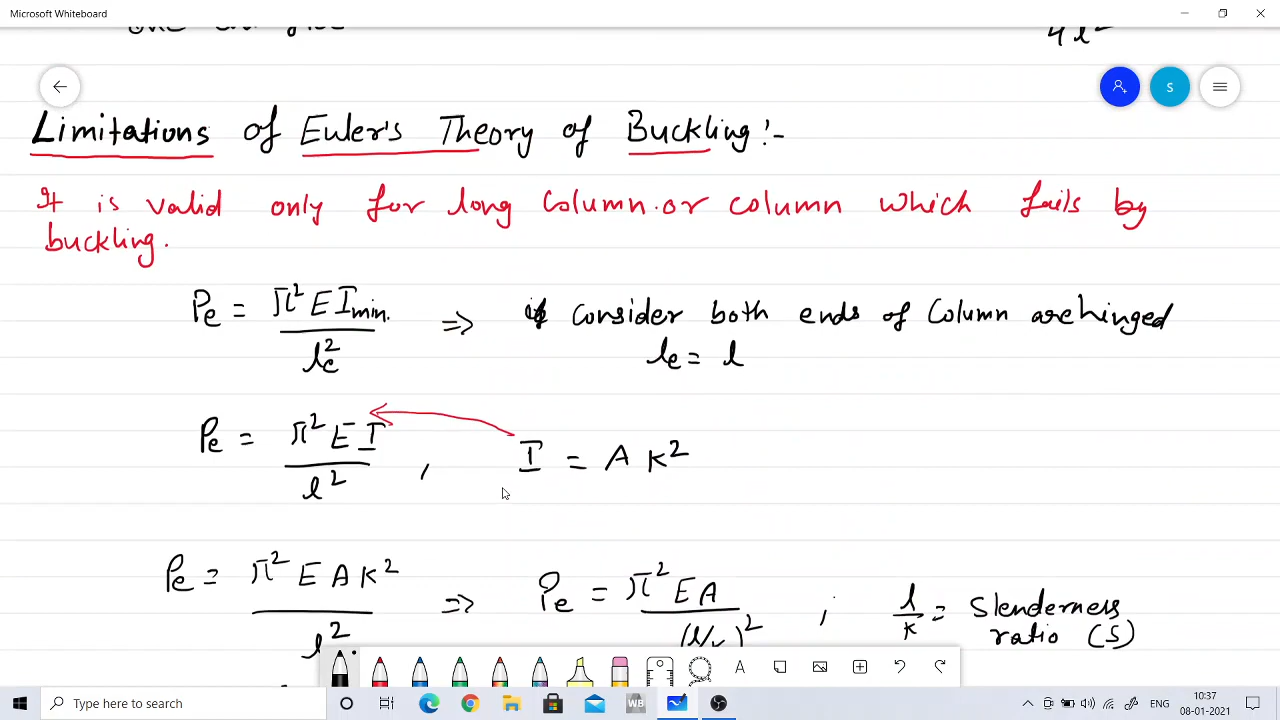 Microsoft Whiteboard
4l²
S
Limitations of Euler's Theory of Buckling:-
It is valid only for long column or column which fails by
buckling.
Pe = π² E Imin. / le² => if consider both ends of Column are hinged
le = l
Pe = π² E I / l² , I = A K²
Pe = π² E A K² / l² => Pe = π² E A / (l/k)² ; l/k = Slenderness
ratio (S)
A
Type here to search
WB
ENG
10:37
08-01-2021